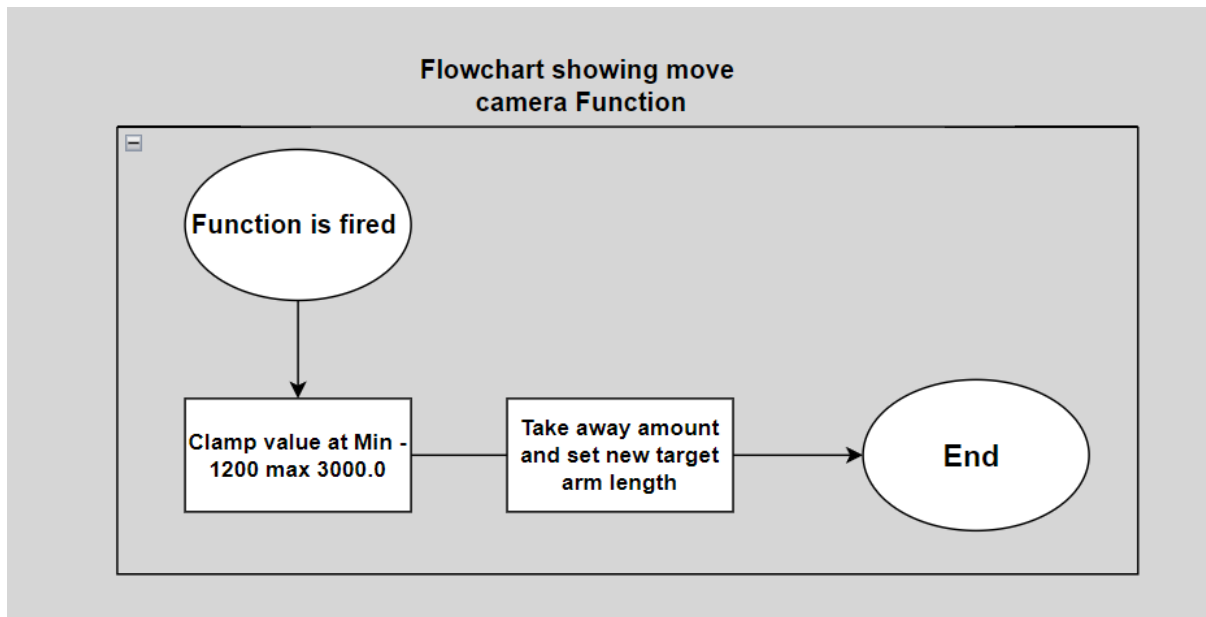 Flowchart showing move
camera Function
Function is fired
Clamp value at Min -
1200 max 3000.0
Take away amount
and set new target
arm length
End